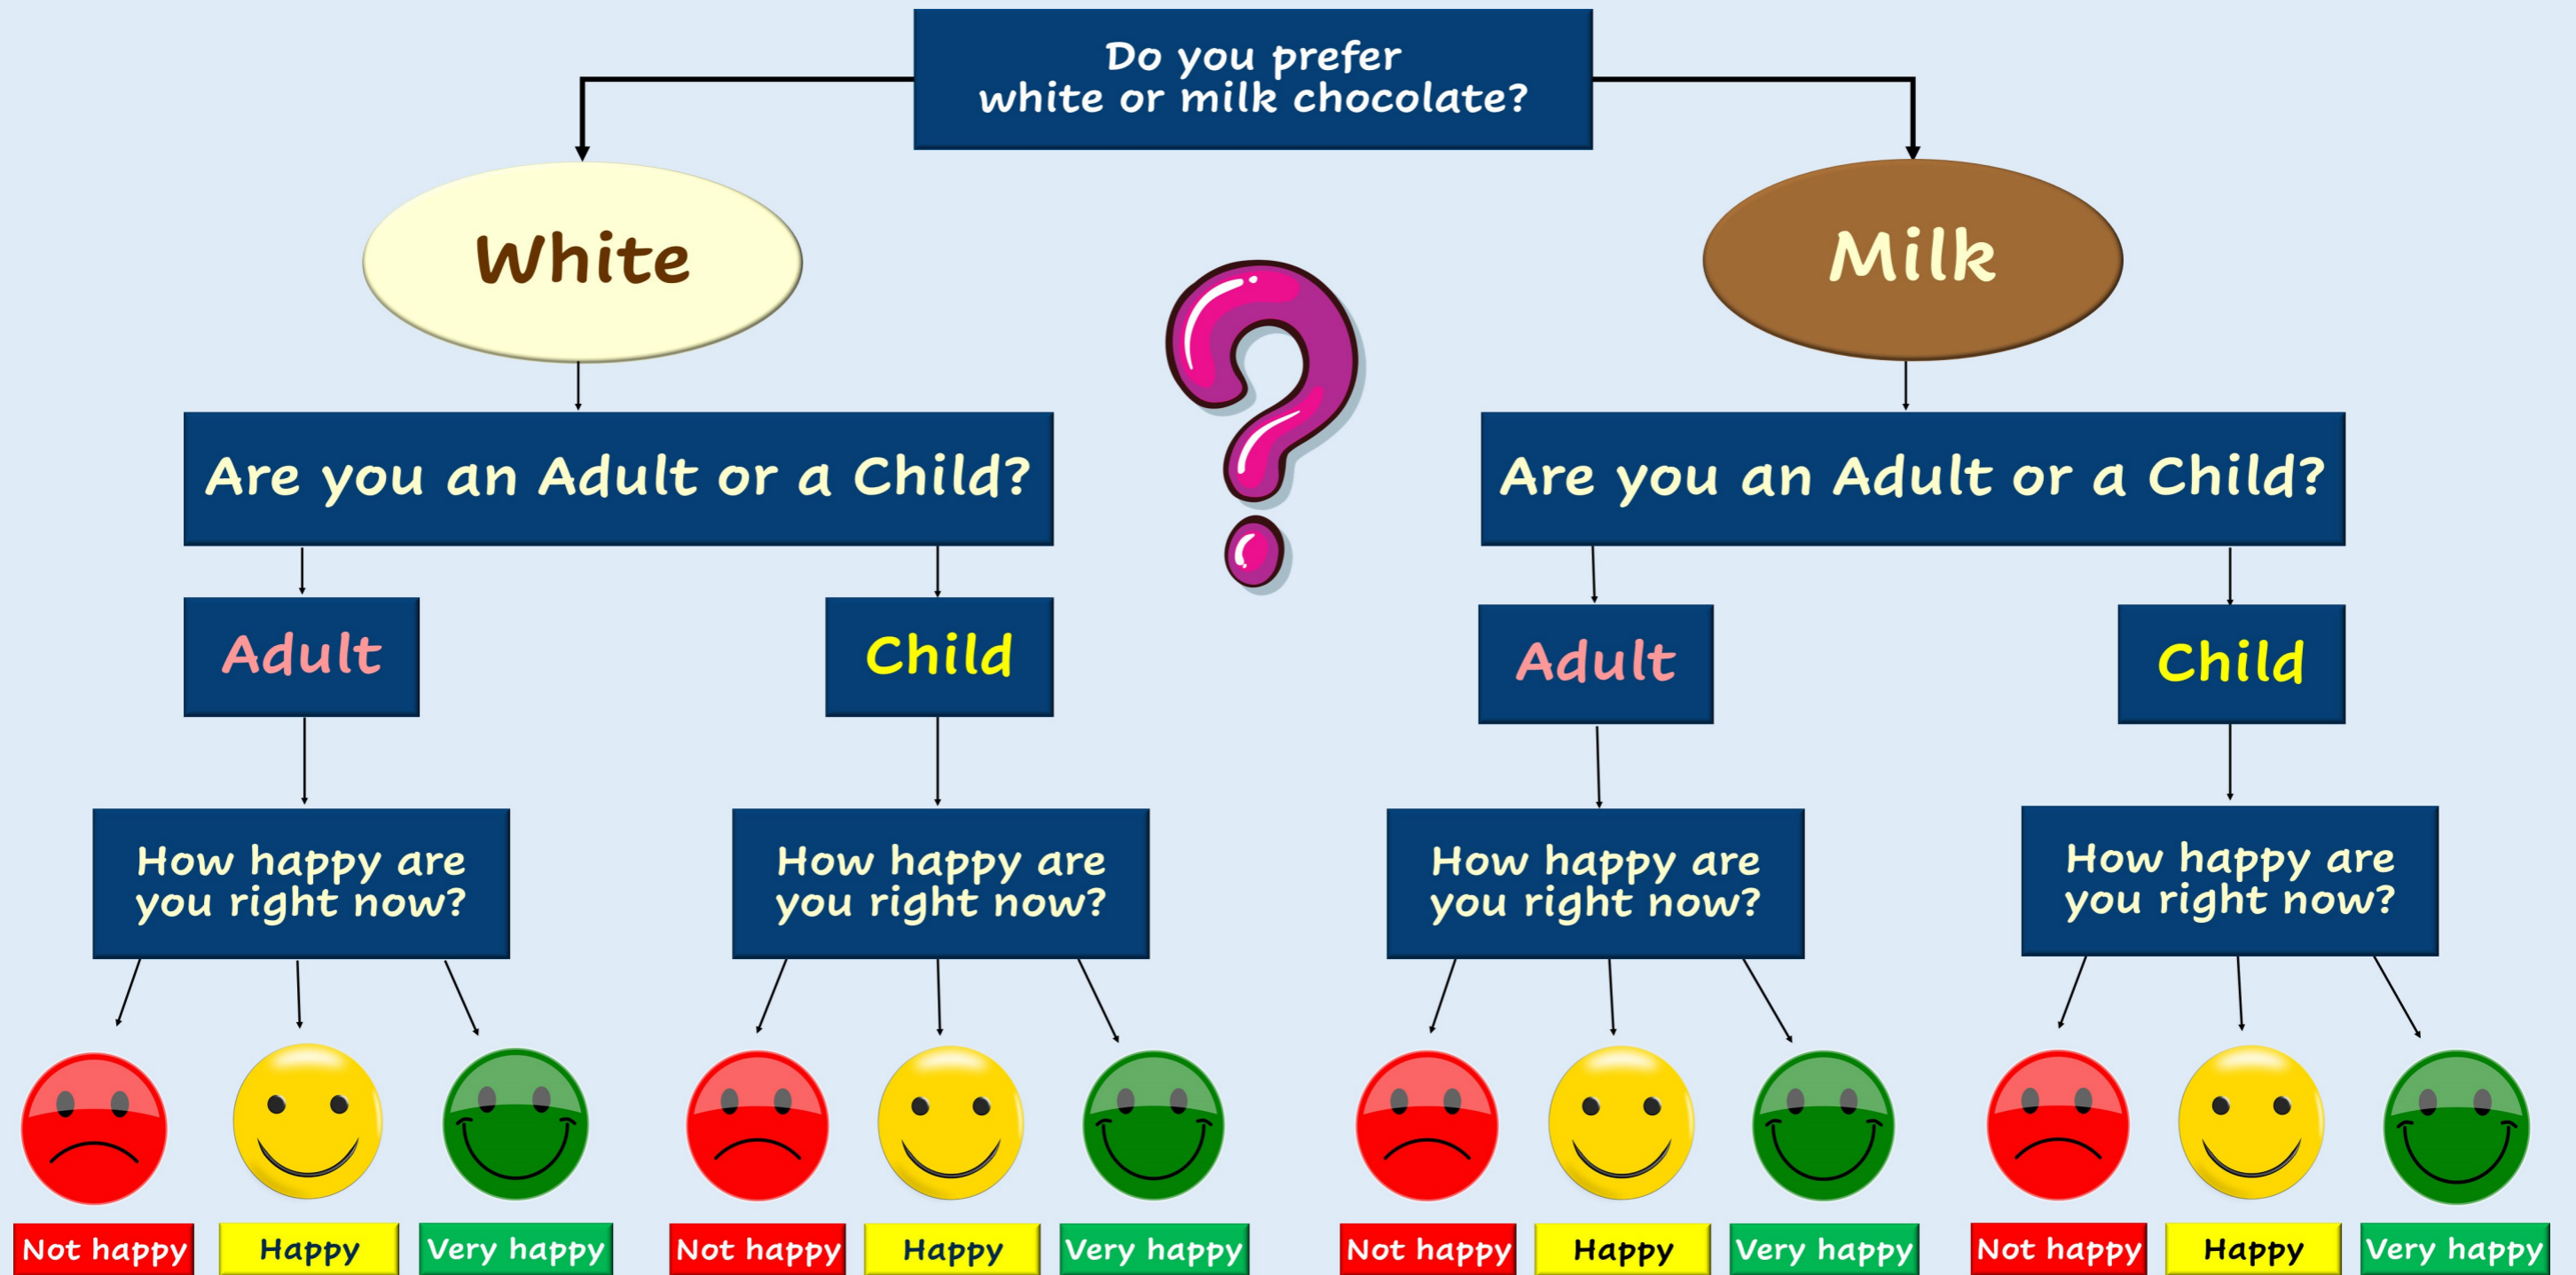 Do you prefer
white or milk chocolate?
White
Milk
Are you an Adult or a Child?
Are you an Adult or a Child?
Adult
Child
Adult
Child
How happy are
you right now?
How happy are
you right now?
How happy are
you right now?
How happy are
you right now?
Not happy
Happy
Very happy
Not happy
Happy
Very happy
Not happy
Happy
Very happy
Not happy
Happy
Very happy